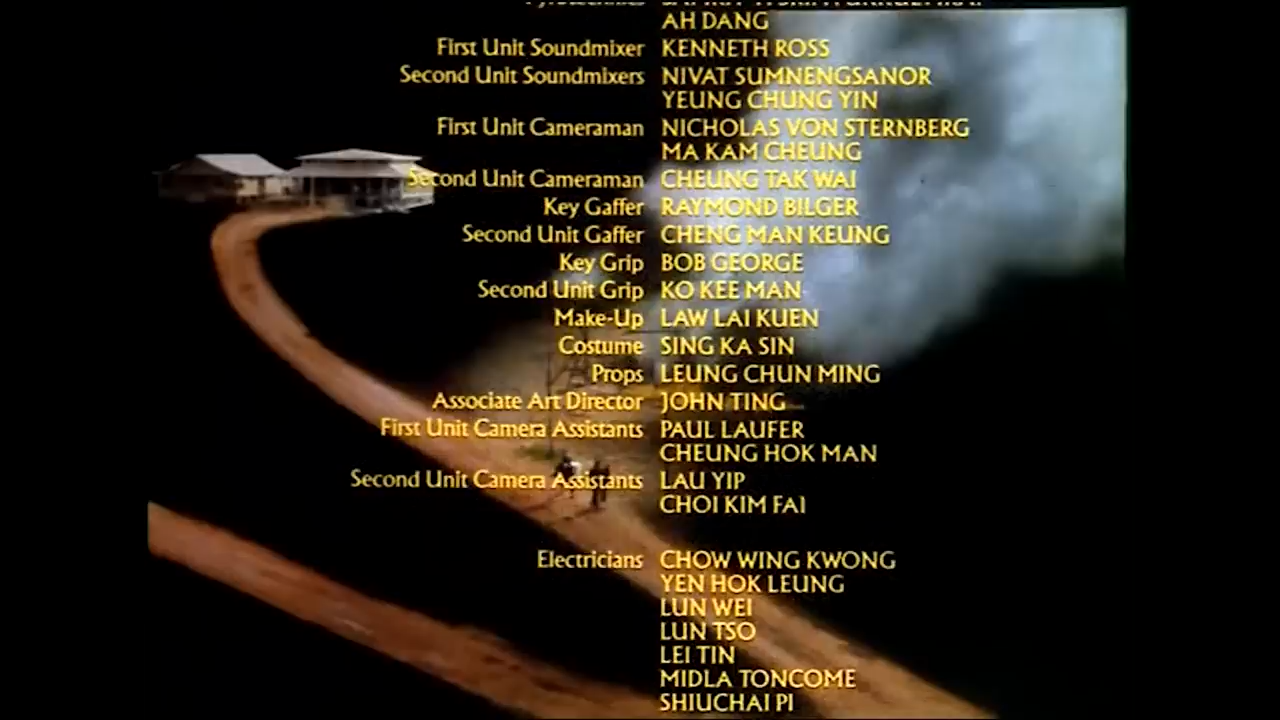 AH DANG
First Unit Soundmixer KENNETH ROSS
Second Unit Soundmixers NIVAT SUMNENGSANOR
YEUNG CHUNG YIN
First Unit Cameraman NICHOLAS VON STERNBERG
MA KAM CHEUNG
Second Unit Cameraman CHEUNG TAK WAI
Key Gaffer RAYMOND BILGER
Second Unit Gaffer CHENG MAN KEUNG
Key Grip BOB GEORGE
Second Unit Grip KO KEE MAN
Make-Up LAW LAI KUEN
Costume SING KA SIN
Props LEUNG CHUN MING
Associate Art Director JOHN TING
First Unit Camera Assistants PAUL LAUFER
CHEUNG HOK MAN
Second Unit Camera Assistants LAU YIP
CHOI KIM FAI
Electricians CHOW WING KWONG
YEN HOK LEUNG
LUN WEI
LUN TSO
LEI TIN
MIDLA TONCOME
SHIUCHAI PI